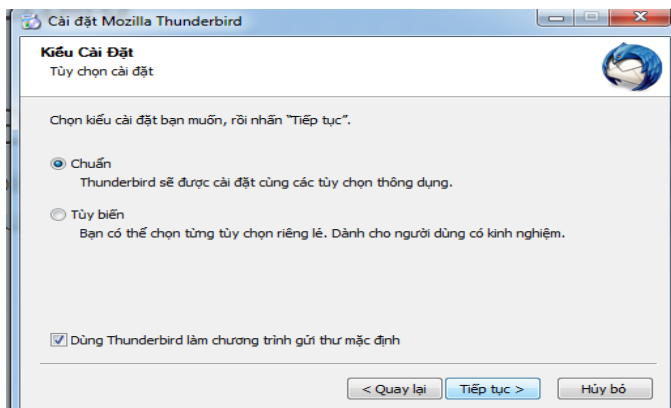 Cài đặt Mozilla Thunderbird
Kiểu Cài Đặt
Tùy chọn cài đặt
Chọn kiểu cài đặt bạn muốn, rồi nhấn “Tiếp tục”.
Chuẩn
Thunderbird sẽ được cài đặt cùng các tùy chọn thông dụng.
Tùy biến
Bạn có thể chọn từng tùy chọn riêng lẻ. Dành cho người dùng có kinh nghiệm.
Dùng Thunderbird làm chương trình gửi thư mặc định
< Quay lại Tiếp tục > Hủy bỏ